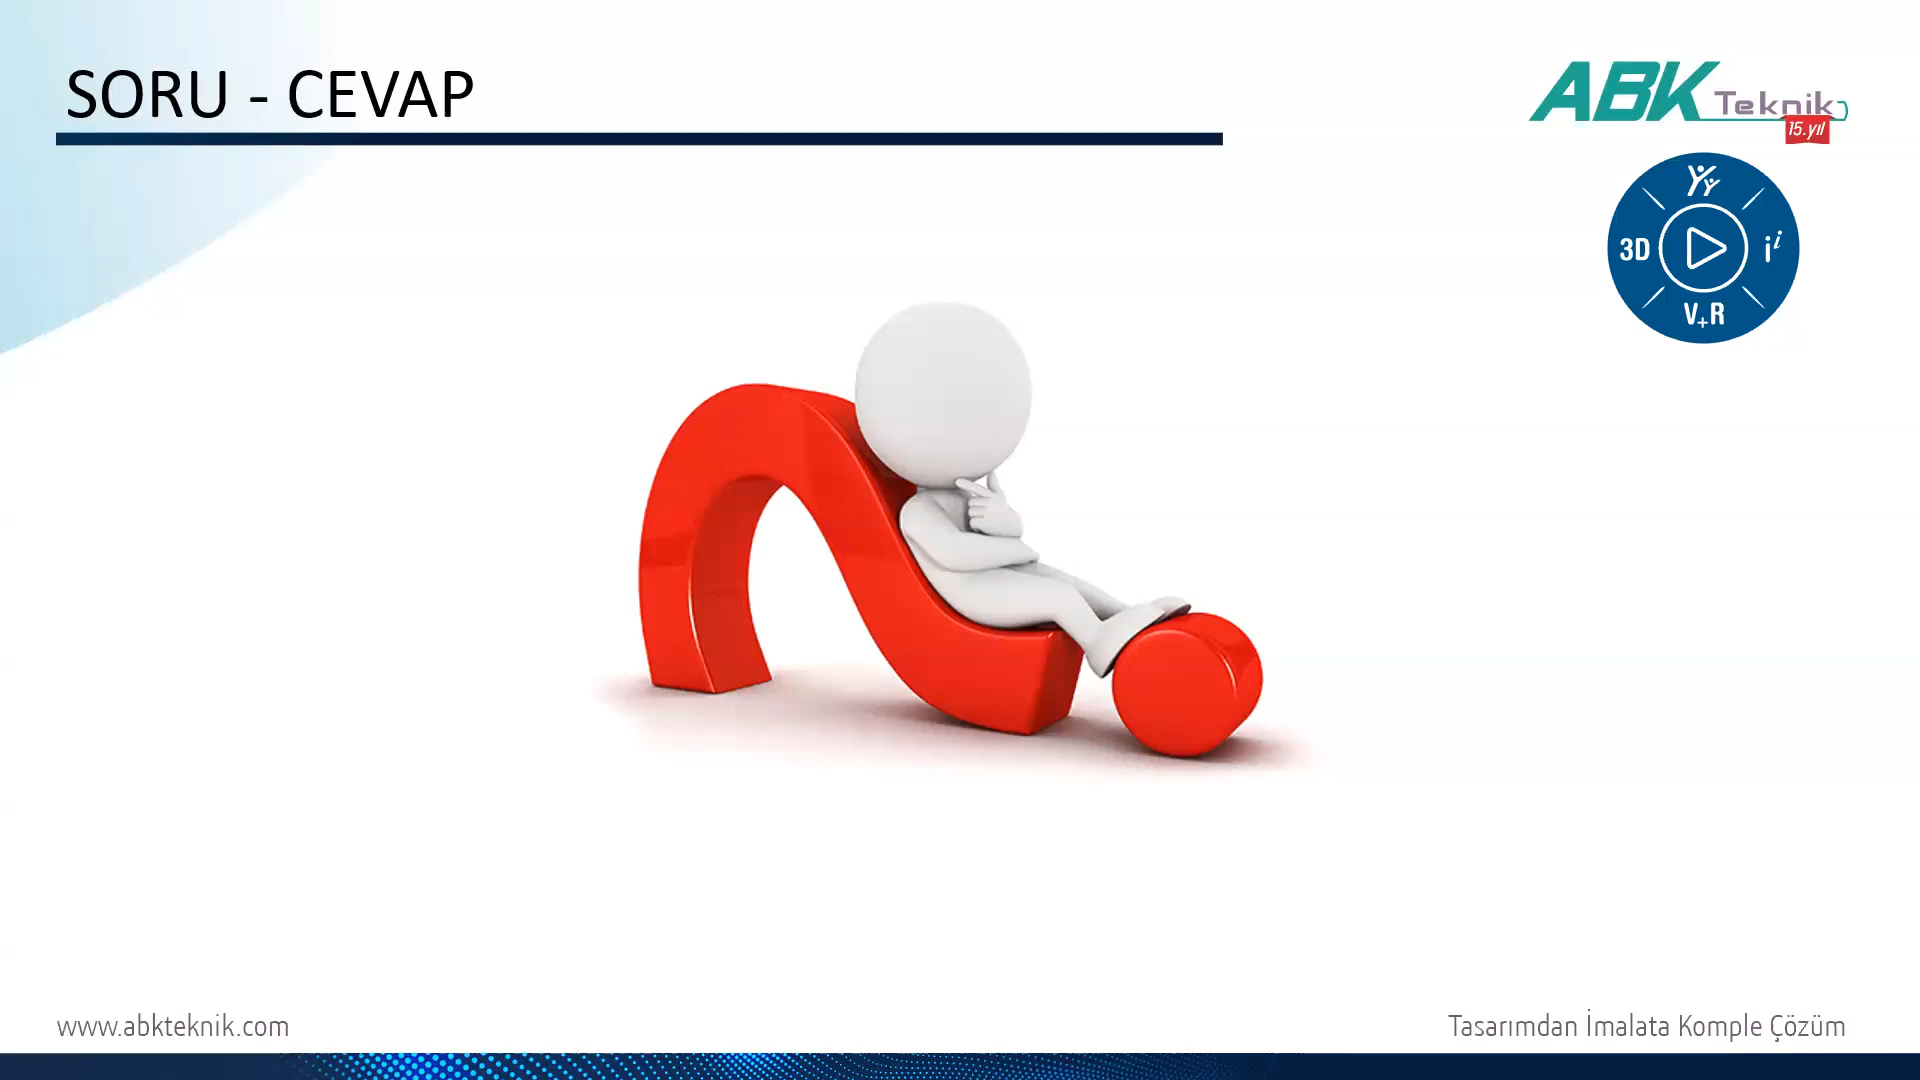 SORU - CEVAP
ABK Teknik
15.yıl
3D
V+R
www.abkteknik.com
Tasarımdan İmalata Komple Çözüm